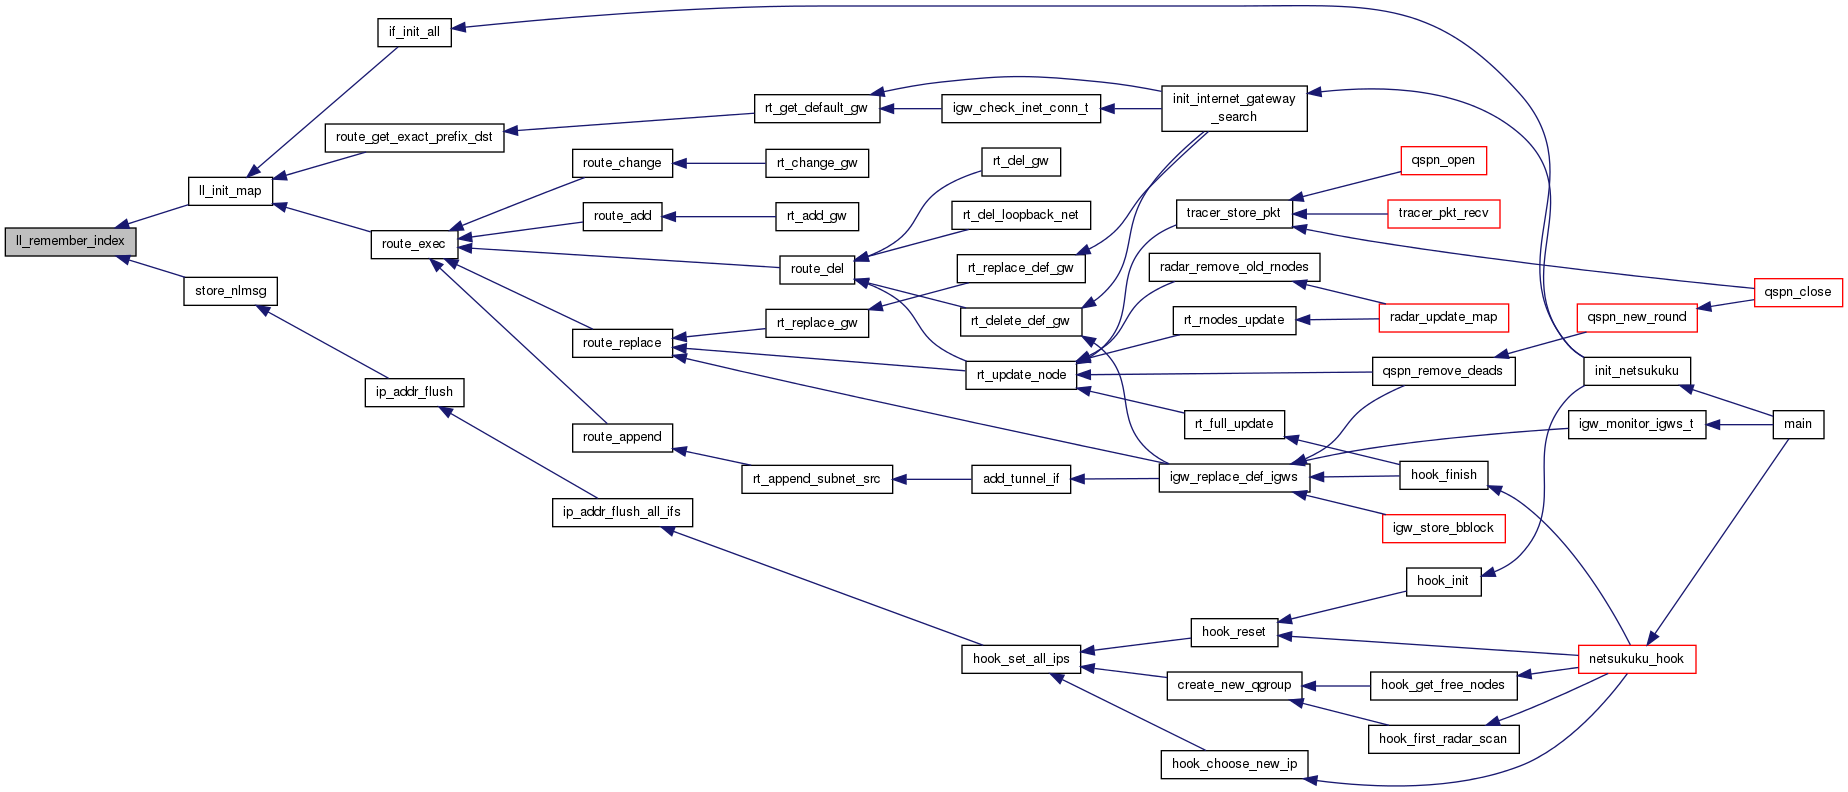 if_init_all
rt_get_default_gw
igw_check_inet_conn_t
init_internet_gateway
_search
route_get_exact_prefix_dst
route_change
rt_change_gw
rt_del_gw
qspn_open
ll_init_map
route_add
rt_add_gw
rt_del_loopback_net
tracer_store_pkt
tracer_pkt_recv
ll_remember_index
route_exec
route_del
rt_replace_def_gw
radar_remove_old_rnodes
store_nlmsg
qspn_close
rt_replace_gw
rt_delete_def_gw
rt_rnodes_update
radar_update_map
qspn_new_round
route_replace
rt_update_node
qspn_remove_deads
init_netsukuku
ip_addr_flush
rt_full_update
igw_monitor_igws_t
main
route_append
rt_append_subnet_src
add_tunnel_if
igw_replace_def_igws
hook_finish
ip_addr_flush_all_ifs
igw_store_bblock
hook_init
hook_reset
hook_set_all_ips
netsukuku_hook
create_new_qgroup
hook_get_free_nodes
hook_first_radar_scan
hook_choose_new_ip